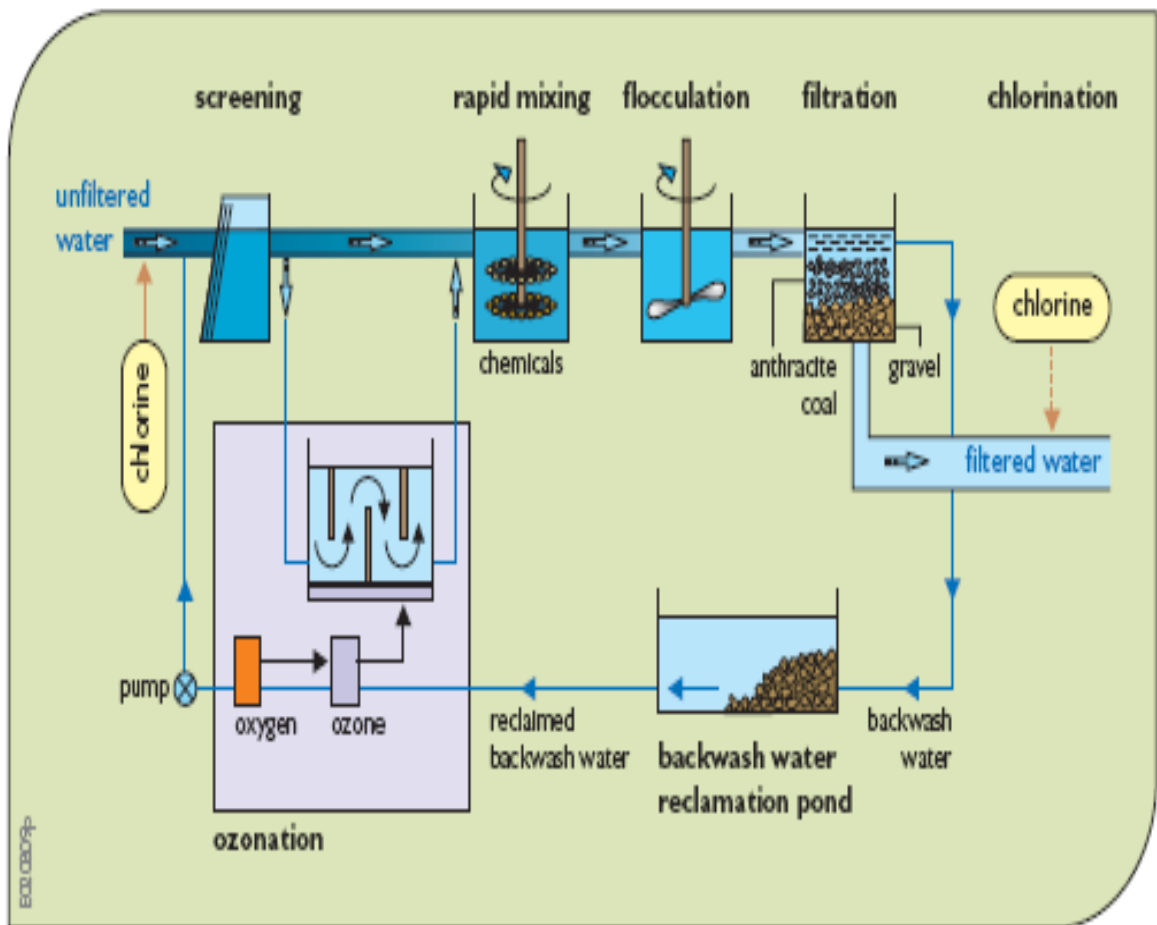 screening
rapid mixing
flocculation
filtration
chlorination
unfiltered
water
chlorine
chemicals
anthracite
coal
gravel
chlorine
filtered water
pump
oxygen
ozone
reclaimed
backwash water
backwash water
reclamation pond
backwash
water
ozonation